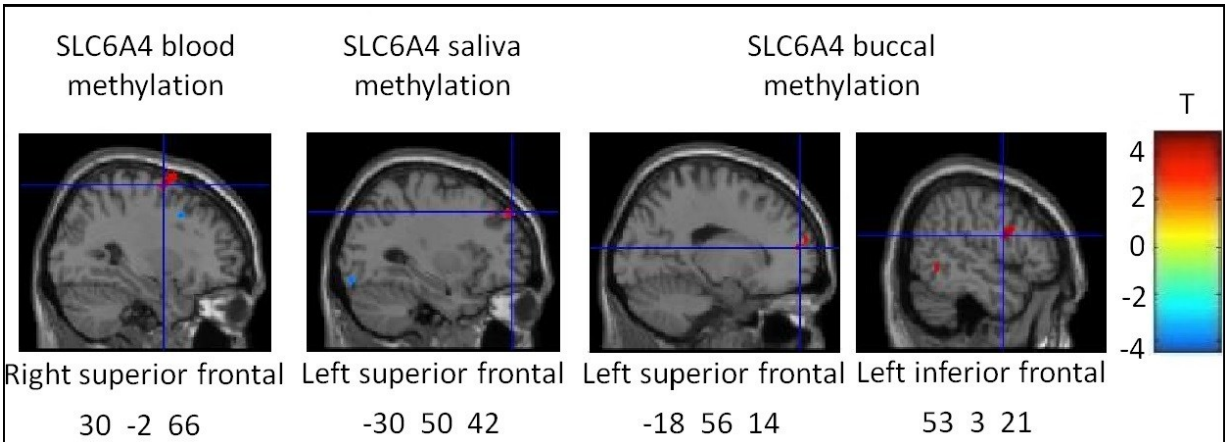 SLC6A4 blood
methylation
SLC6A4 saliva
methylation
SLC6A4 buccal
methylation
T
4
2
0
-2
-4
Right superior frontal
Left superior frontal
Left superior frontal
Left inferior frontal
30 -2 66
-30 50 42
-18 56 14
53 3 21